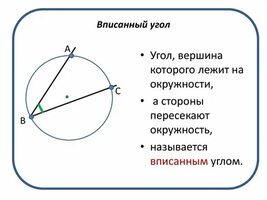 Вписанный угол
A
C
B
• Угол, вершина
которого лежит на
окружности,
• а стороны
пересекают
окружность,
• называется
вписанным углом.